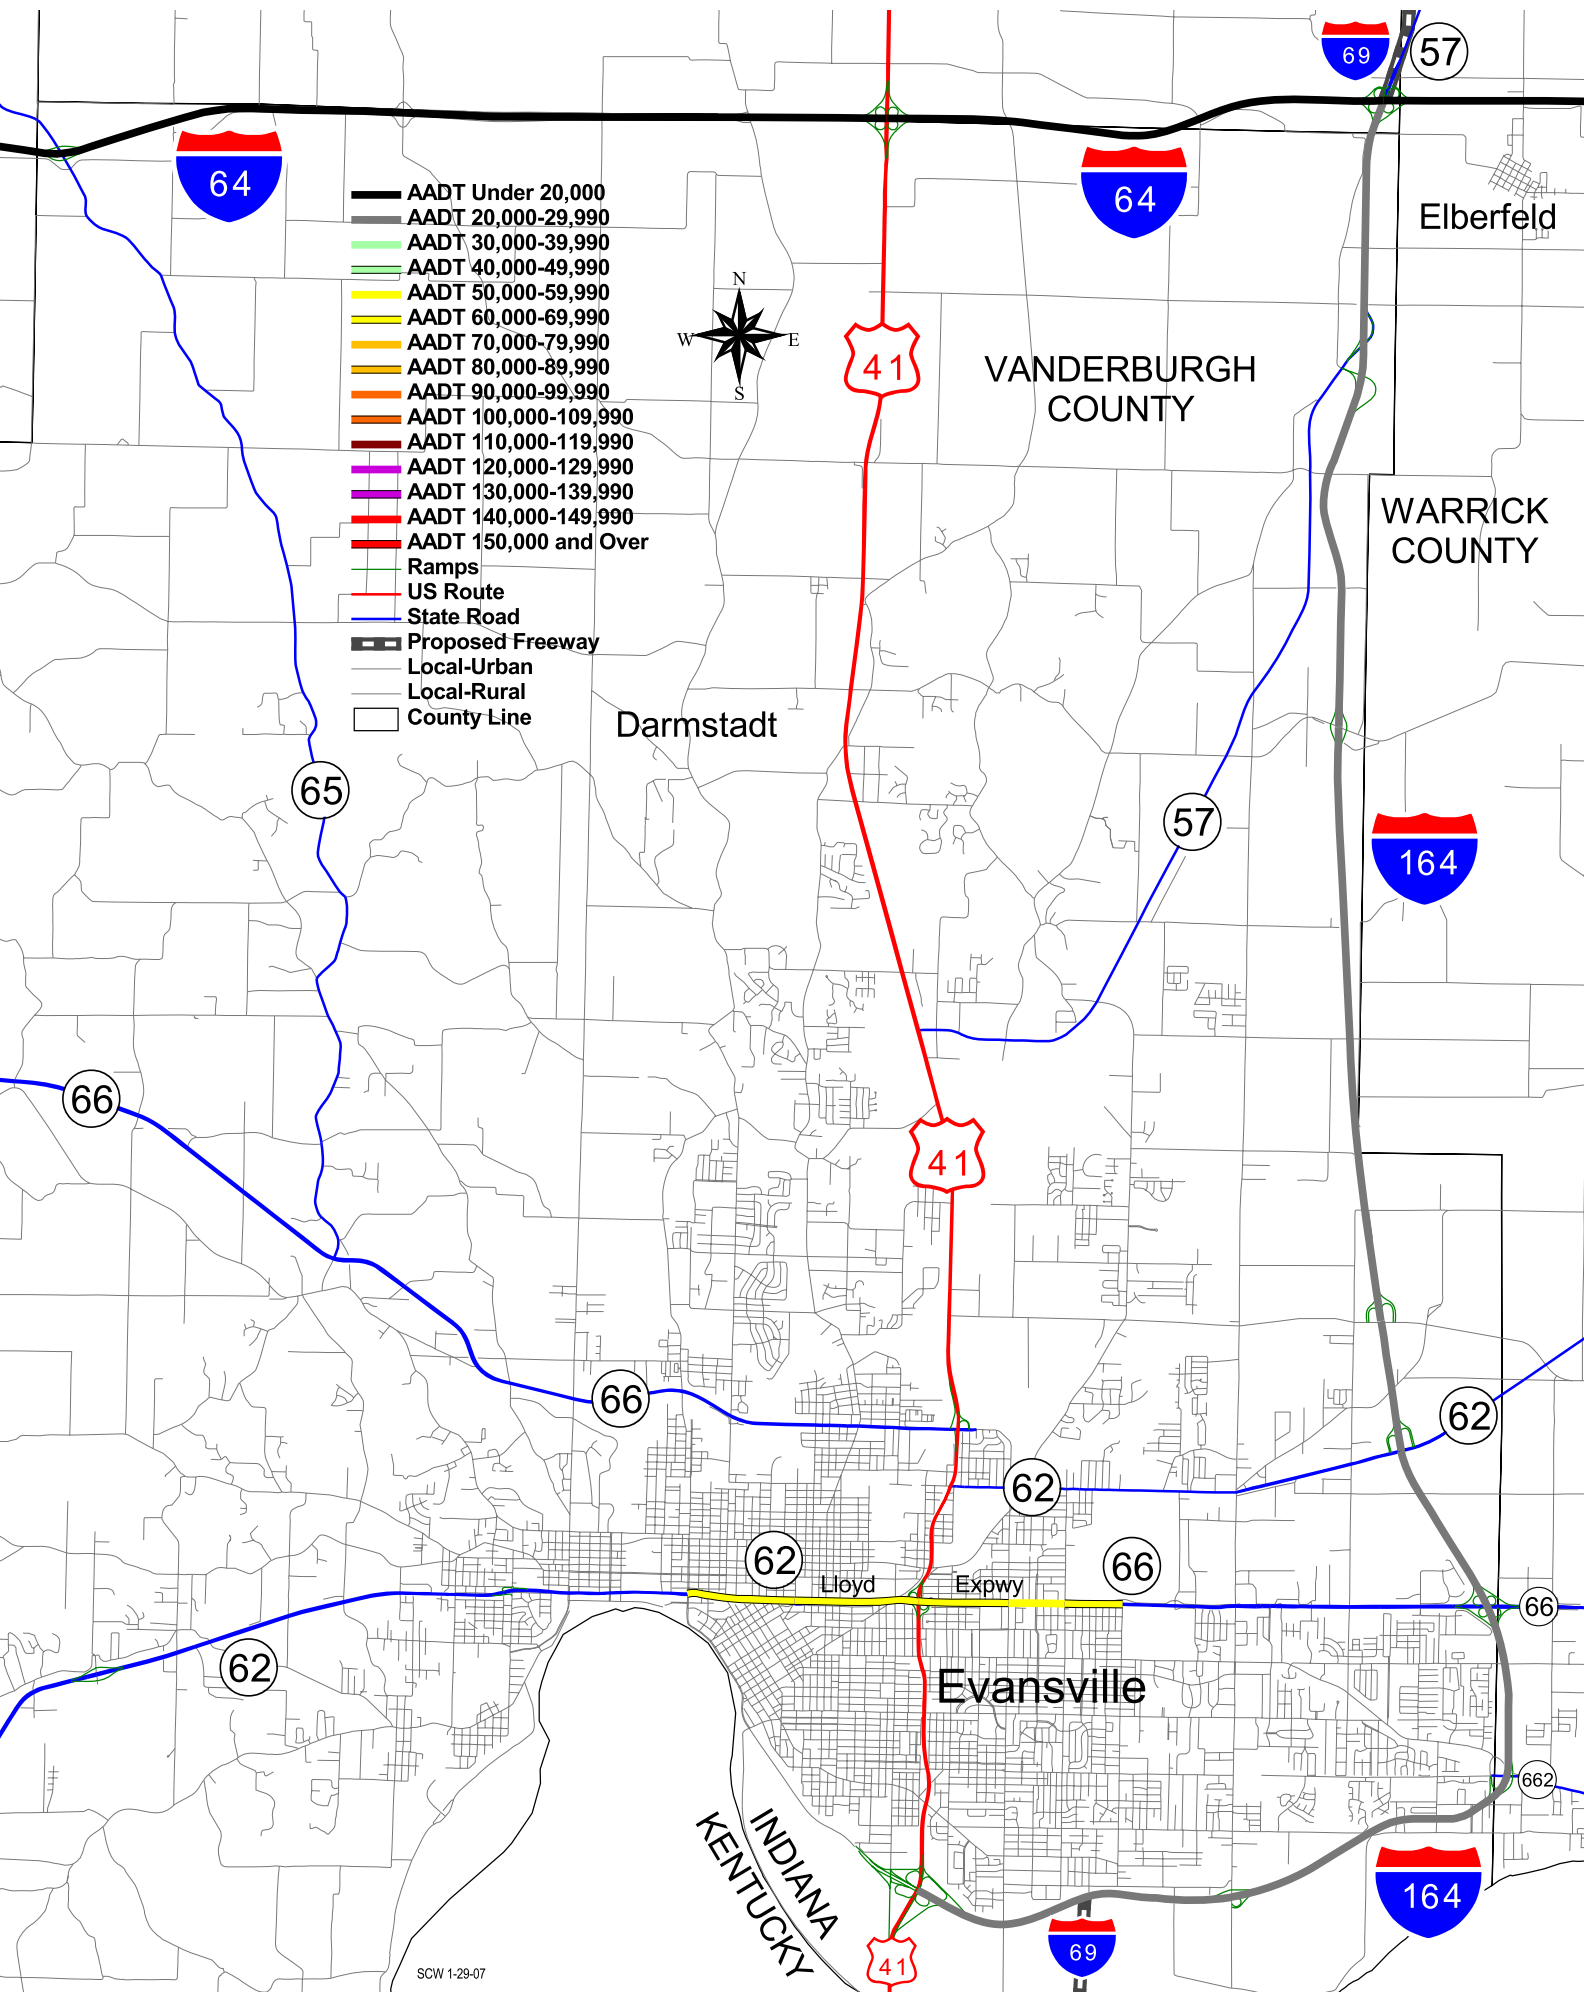 69
57
64
64
Elberfeld
AADT Under 20,000
AADT 20,000-29,990
AADT 30,000-39,990
AADT 40,000-49,990
AADT 50,000-59,990
AADT 60,000-69,990
AADT 70,000-79,990
AADT 80,000-89,990
AADT 90,000-99,990
AADT 100,000-109,990
AADT 110,000-119,990
AADT 120,000-129,990
AADT 130,000-139,990
AADT 140,000-149,990
AADT 150,000 and Over
Ramps
US Route
State Road
Proposed Freeway
Local-Urban
Local-Rural
County Line
N
W
E
S
41
VANDERBURGH
COUNTY
WARRICK
COUNTY
Darmstadt
65
57
164
66
41
66
62
62
62
66
Lloyd
Expwy
66
62
Evansville
662
INDIANA
KENTUCKY
164
69
41
SCW 1-29-07